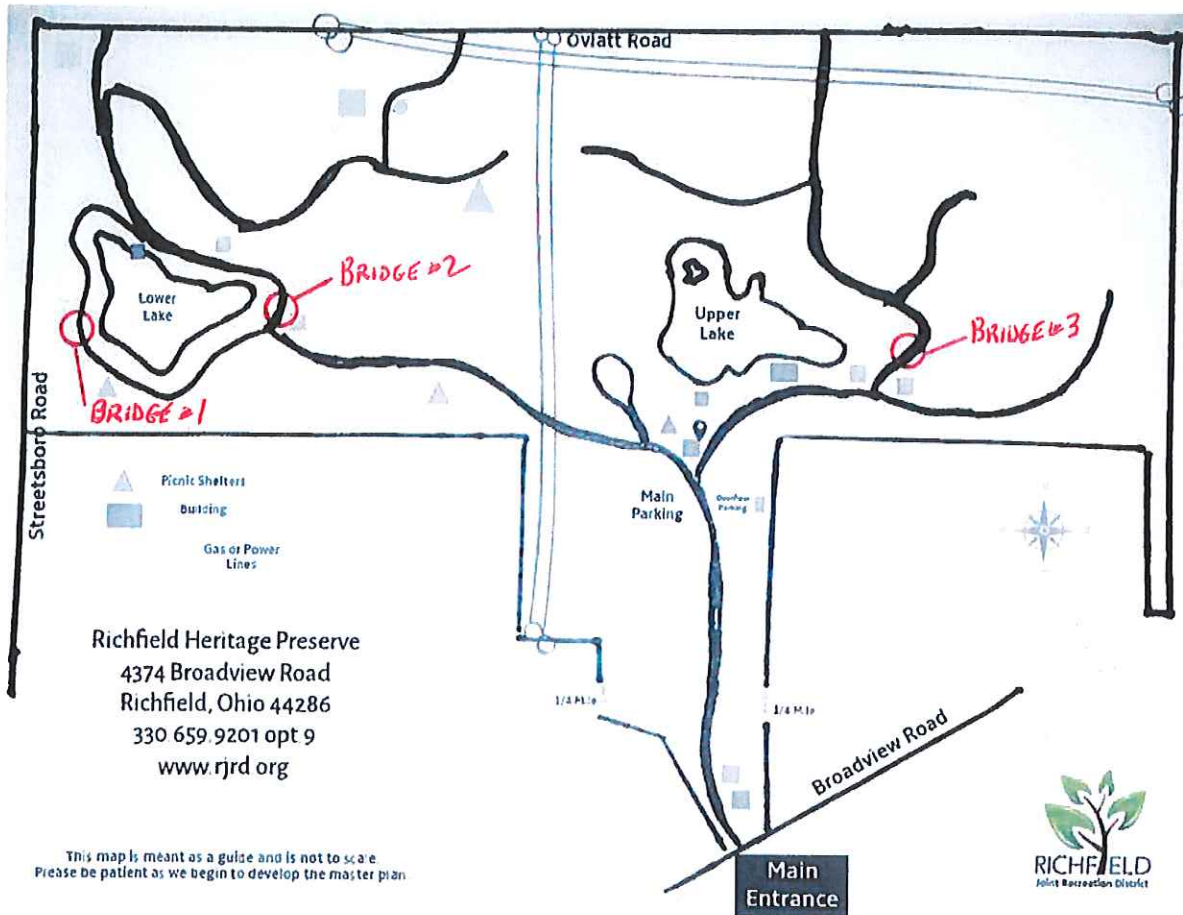 Oviatt Road
BRIDGE #2
Lower
Lake
Upper
Lake
BRIDGE #3
BRIDGE #1
Streetsboro Road
Picnic Shelters
Building
Gas or Power
Lines
Main
Parking
Overflow
Parking
Richfield Heritage Preserve
4374 Broadview Road
Richfield, Ohio 44286
330 659.9201 opt 9
www.rjrd org
1/4 Mile
1/4 Mile
Broadview Road
This map is meant as a guide and is not to scale
Please be patient as we begin to develop the master plan
Main
Entrance
RICHFIELD
Joint Recreation District